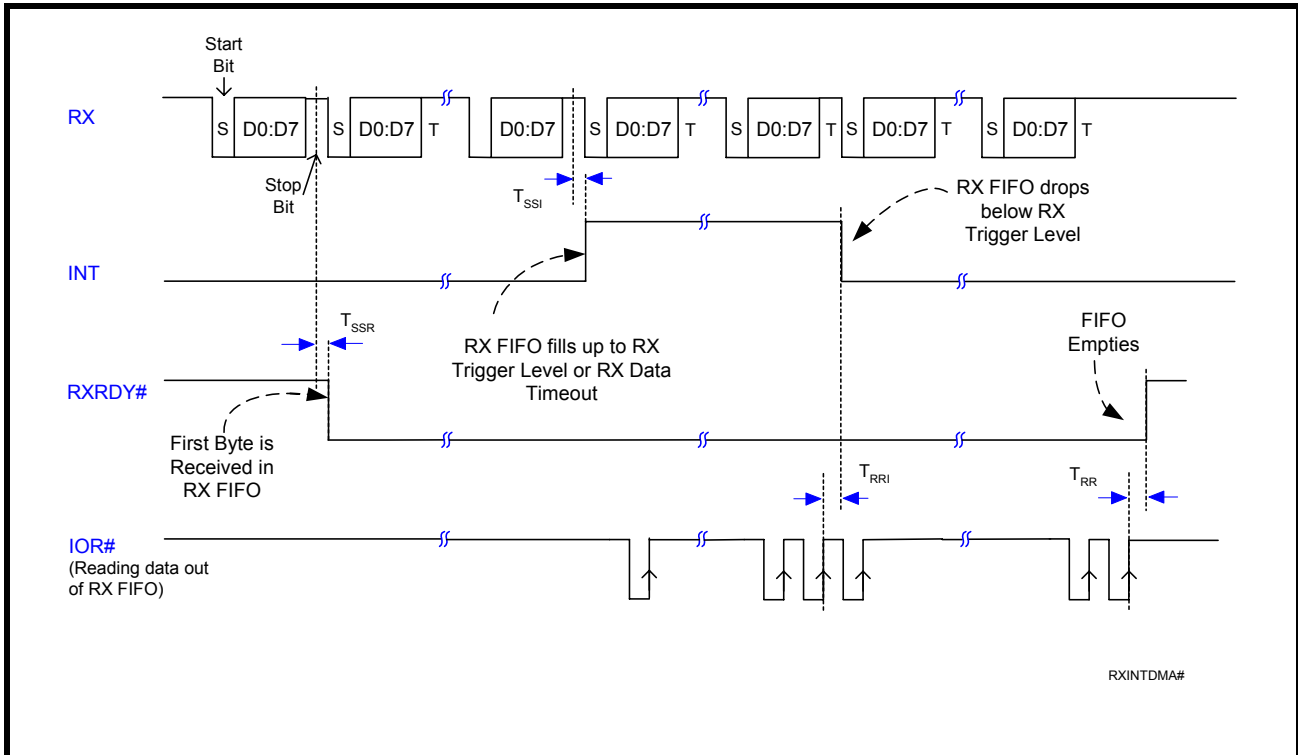 Start
Bit
RX
S D0:D7 S D0:D7 T D0:D7 S D0:D7 T S D0:D7 T S D0:D7 T S D0:D7 T
Stop
Bit
TSSI
RX FIFO drops
below RX
Trigger Level
INT
TSSR
RX FIFO fills up to RX
Trigger Level or RX Data
Timeout
FIFO
Empties
RXRDY#
First Byte is
Received in
RX FIFO
TRRI
TRR
IOR#
(Reading data out
of RX FIFO)
RXINTDMA#